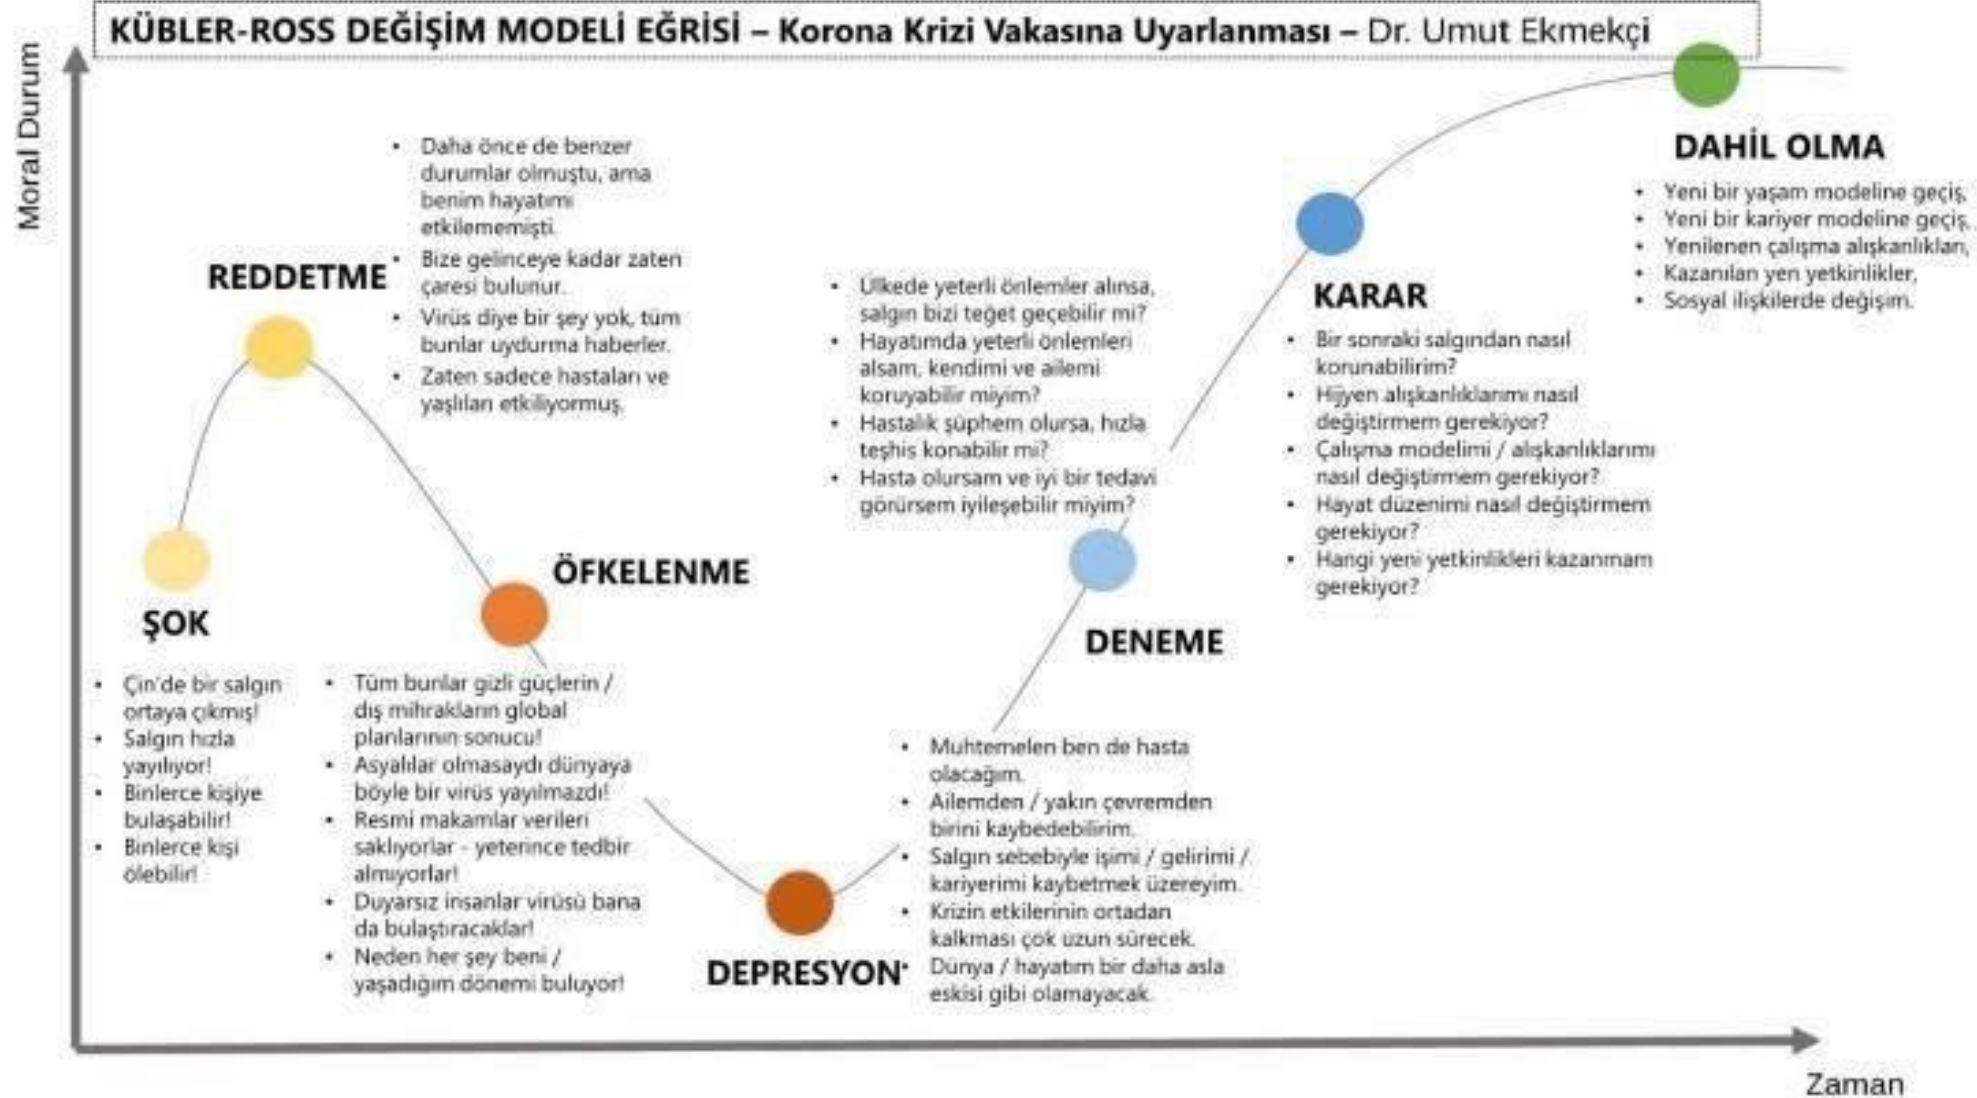 KÜBLER-ROSS DEĞİŞİM MODELİ EĞRİSİ – Korona Krizi Vakasına Uyarlanması – Dr. Umut Ekmekçi
Moral Durum
ŞOK
• Çin'de bir salgın
ortaya çıkmış!
• Salgın hızla
yayılıyor!
• Binlerce kişiye
bulaşabilir!
• Binlerce kişi
ölebilir!
REDDETME
• Daha önce de benzer
durumlar olmuştu, ama
benim hayatımı
etkilememişti.
• Bize gelinceye kadar zaten
çaresi bulunur.
• Virüs diye bir şey yok, tüm
bunlar uydurma haberler.
• Zaten sadece hastaları ve
yaşlıları etkiliyormuş.
ÖFKELENME
• Tüm bunlar gizli güçlerin /
dış mihrakların global
planlarının sonucu!
• Asyalılar olmasaydı dünyaya
böyle bir virüs yayılmazdı!
• Resmi makamlar verileri
saklıyorlar - yeterince tedbir
almıyorlar!
• Duyarsız insanlar virüsü bana
da bulaştıracaklar!
• Neden her şey beni /
yaşadığım dönemi buluyor!
DEPRESYON
• Muhtemelen ben de hasta
olacağım.
• Ailemden / yakın çevremden
birini kaybedebilirim.
• Salgın sebebiyle işimi / gelirimi /
kariyerimi kaybetmek üzereyim.
• Krizin etkilerinin ortadan
kalkması çok uzun sürecek.
• Dünya / hayatım bir daha asla
eskisi gibi olamayacak.
DENEME
• Ülkede yeterli önlemler alınsa,
salgın bizi teğet geçebilir mi?
• Hayatımda yeterli önlemleri
alsam, kendimi ve ailemi
koruyabilir miyim?
• Hastalık şüphem olursa, hızla
teşhis konabilir mi?
• Hasta olursam ve iyi bir tedavi
görürsem iyileşebilir miyim?
KARAR
• Bir sonraki salgından nasıl
korunabilirim?
• Hijyen alışkanlıklarımı nasıl
değiştirmem gerekiyor?
• Çalışma modelimi / alışkanlıklarımı
nasıl değiştirmem gerekiyor?
• Hayat düzenimi nasıl değiştirmem
gerekiyor?
• Hangi yeni yetkinlikleri kazanmam
gerekiyor?
DAHİL OLMA
• Yeni bir yaşam modeline geçiş,
• Yeni bir kariyer modeline geçiş,
• Yenilenen çalışma alışkanlıkları,
• Kazanılan yen yetkinlikler,
• Sosyal ilişkilerde değişim.
Zaman